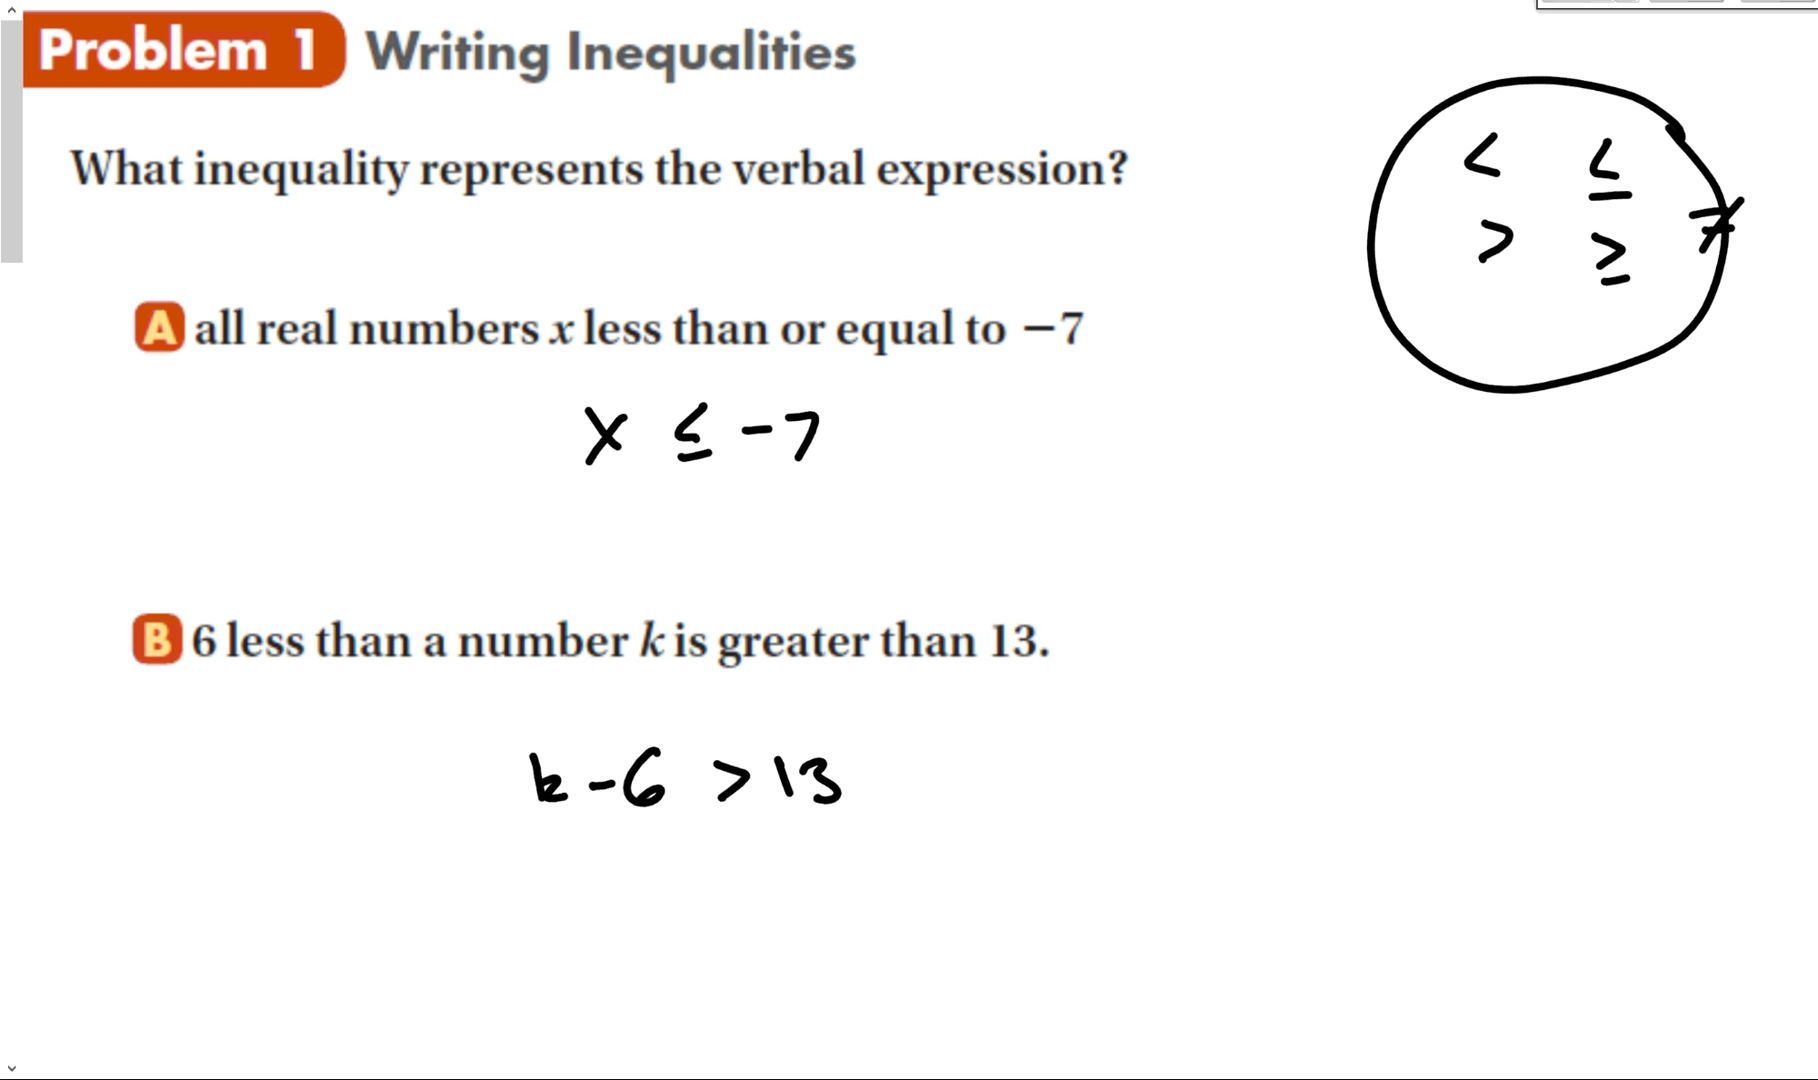 Problem 1 Writing Inequalities
What inequality represents the verbal expression?
< ≤
> ≥ ≠
A all real numbers x less than or equal to −7
x ≤ -7
B 6 less than a number k is greater than 13.
k - 6 > 13